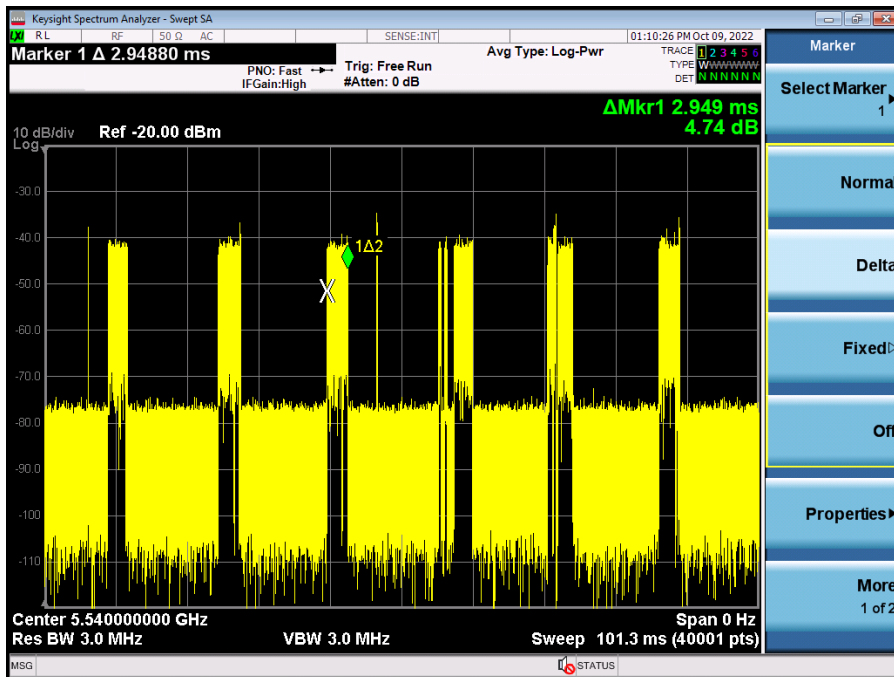 Keysight Spectrum Analyzer - Swept SA
LXI RL RF 50 Ω AC SENSE:INT 01:10:26 PM Oct 09, 2022
Marker 1 Δ 2.94880 ms
PNO: Fast
IFGain:High
Trig: Free Run
#Atten: 0 dB
Avg Type: Log-Pwr
TRACE 1 2 3 4 5 6
TYPE WWWWWW
DET N N N N N N
ΔMkr1 2.949 ms
4.74 dB
10 dB/div Ref -20.00 dBm
Log
-30.0
-40.0
-50.0
-60.0
-70.0
-80.0
-90.0
-100
-110
1Δ2
X
Center 5.540000000 GHz Span 0 Hz
Res BW 3.0 MHz VBW 3.0 MHz Sweep 101.3 ms (40001 pts)
MSG STATUS
Marker
Select Marker
1
Normal
Delta
Fixed
Off
Properties
More
1 of 2